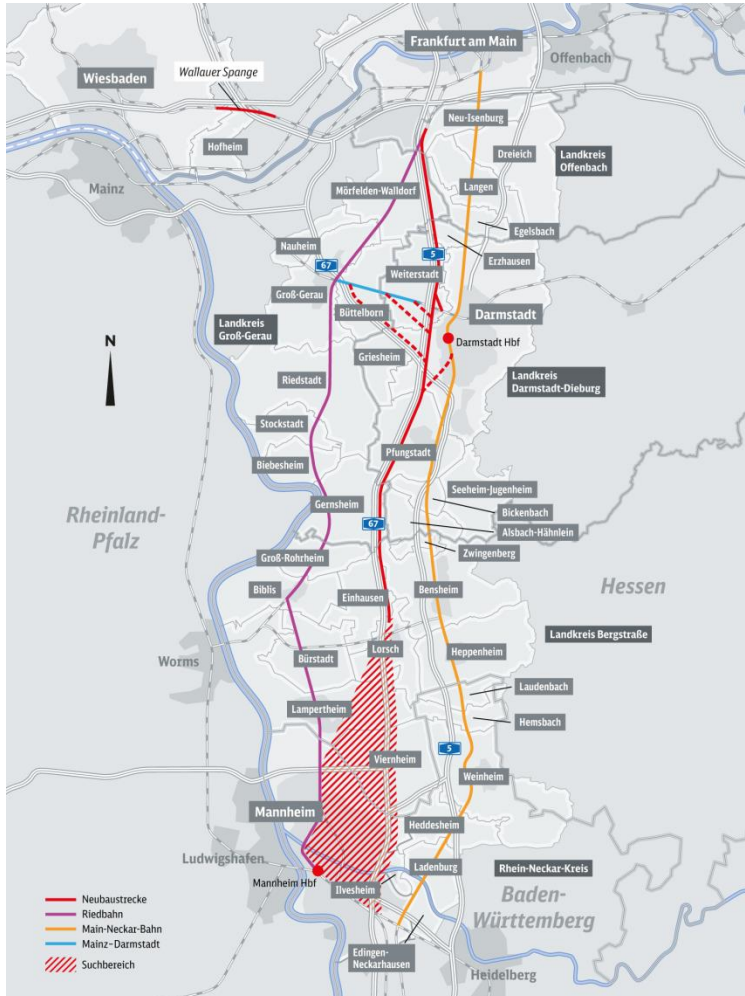 Frankfurt am Main
Offenbach
Wiesbaden
Wallauer Spange
Neu-Isenburg
Hofheim
Dreieich
Landkreis
Offenbach
Mainz
Langen
Mörfelden-Walldorf
Egelsbach
Nauheim
5
Erzhausen
67
Weiterstadt
Groß-Gerau
Büttelborn
Darmstadt
Landkreis
Groß-Gerau
Darmstadt Hbf
N
Griesheim
Landkreis
Darmstadt-Dieburg
Riedstadt
Stockstadt
Pfungstadt
Biebesheim
Seeheim-Jugenheim
Gernsheim
Bickenbach
Rheinland-
Pfalz
67
Alsbach-Hähnlein
Zwingenberg
Groß-Rohrheim
Hessen
Biblis
Bensheim
Einhausen
Landkreis Bergstraße
Worms
Lorsch
Heppenheim
Bürstadt
Laudenbach
Lampertheim
Hemsbach
5
Viernheim
Weinheim
Mannheim
Heddesheim
Ludwigshafen
Ladenburg
Rhein-Neckar-Kreis
Mannheim Hbf
Ilvesheim
Baden-
Württemberg
Edingen-
Neckarhausen
Heidelberg
Neubaustrecke
Riedbahn
Main-Neckar-Bahn
Mainz–Darmstadt
Suchbereich